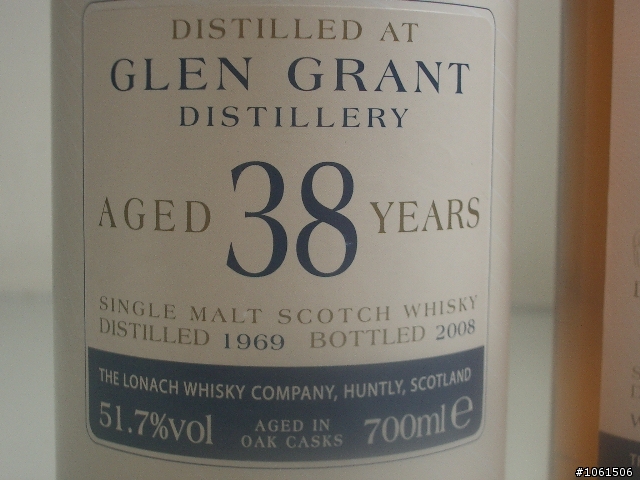 DISTILLED AT
GLEN GRANT
DISTILLERY
AGED 38 YEARS
SINGLE MALT SCOTCH WHISKY
DISTILLED 1969 BOTTLED 2008
THE LONACH WHISKY COMPANY, HUNTLY, SCOTLAND
51.7%vol AGED IN OAK CASKS 700ml e
#1061506